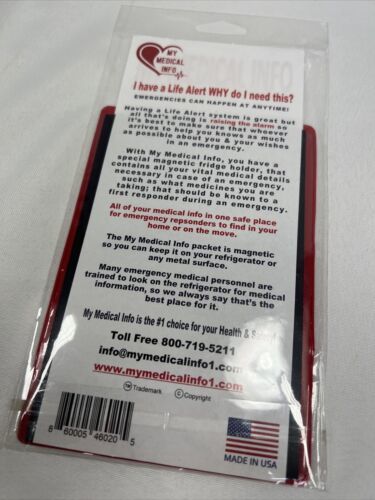 MY
MEDICAL
INFO
I have a Life Alert WHY do I need this?
EMERGENCIES CAN HAPPEN AT ANYTIME!
Having a Life Alert system is great but
all that's doing is raising the alarm so
it's best to make sure that whoever
arrives to help you knows as much
as possible about you & your wishes
in an emergency.
With My Medical Info, you have a
special magnetic fridge holder, that
contains all your vital medical details
necessary in case of an emergency,
such as what medicines you are
taking; that should be known to a
first responder during an emergency.
All of your medical info in one safe place
for emergency repsonders to find in your
home or on the move.
The My Medical Info packet is magnetic
so you can keep it on your refrigerator or
any metal surface.
Many emergency medical personnel are
trained to look on the refrigerator for medical
information, so we always say that's the
best place for it.
My Medical Info is the #1 choice for your Health & Safety!
Toll Free 800-719-5211
info@mymedicalinfo1.com
www.mymedicalinfo1.com
TM Trademark © Copyright
8 60005 46020 5
MADE IN USA